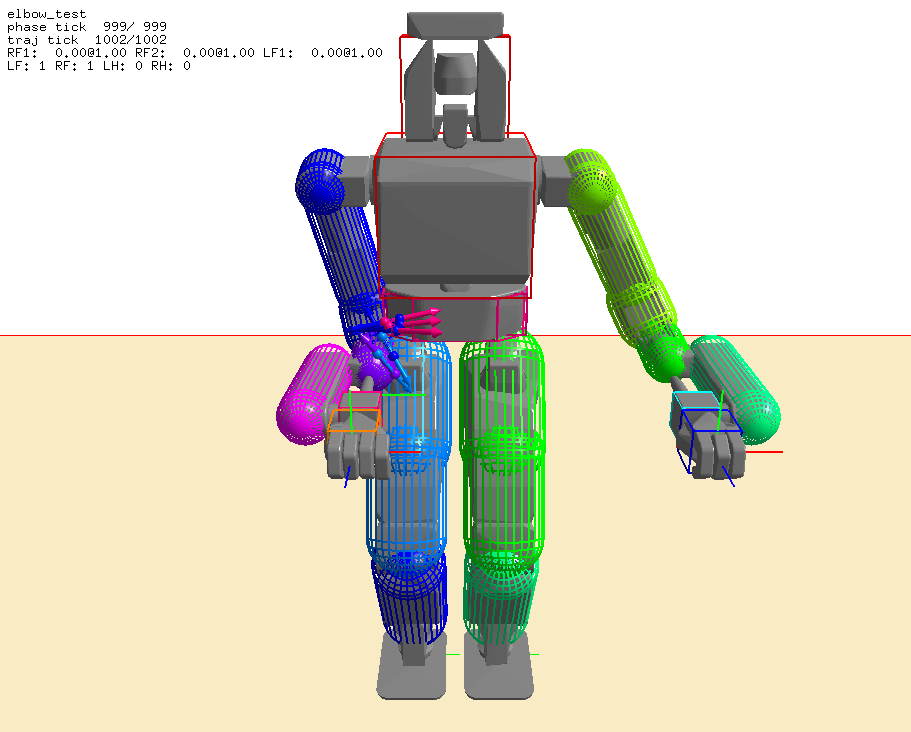 elbow_test
phase tick  999/ 999
traj tick  1002/1002
RF1:  0.00@1.00 RF2:  0.00@1.00 LF1:  0.00@1.00
LF: 1 RF: 1 LH: 0 RH: 0